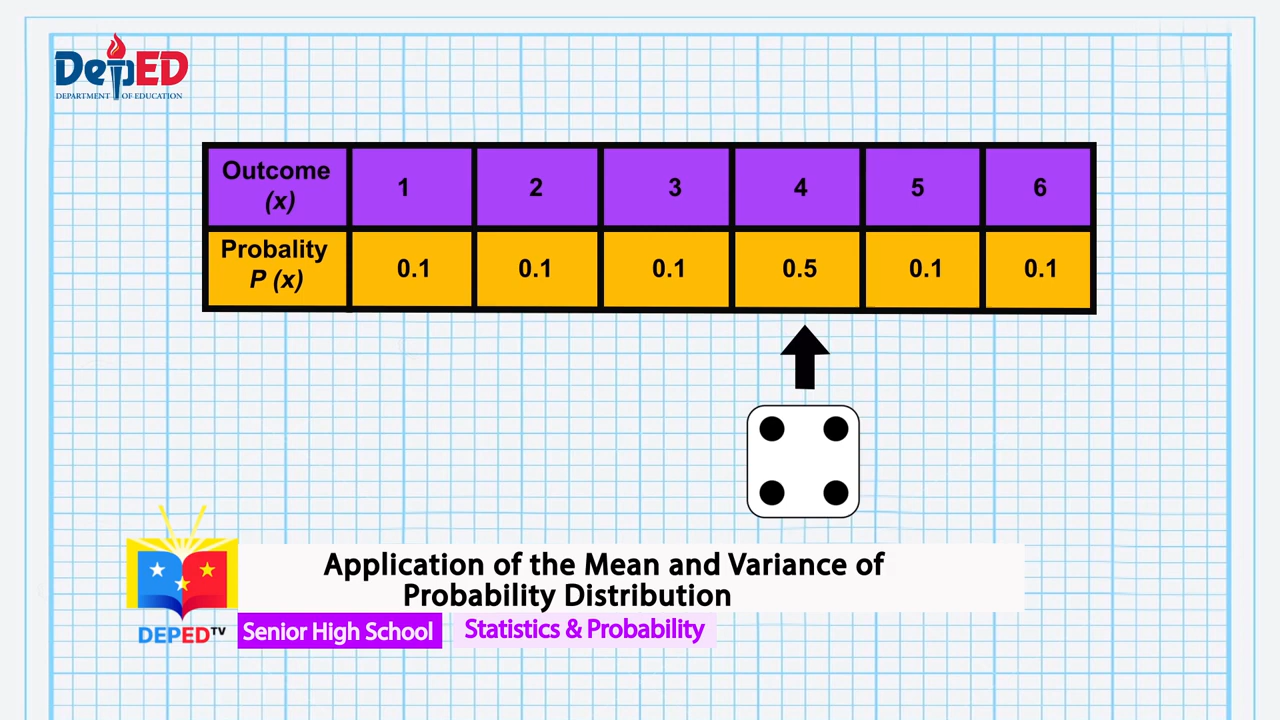 DepED
DEPARTMENT OF EDUCATION
Outcome (x) 1 2 3 4 5 6
Probality P (x) 0.1 0.1 0.1 0.5 0.1 0.1
Application of the Mean and Variance of
Probability Distribution
DEPED TV
Senior High School Statistics & Probability